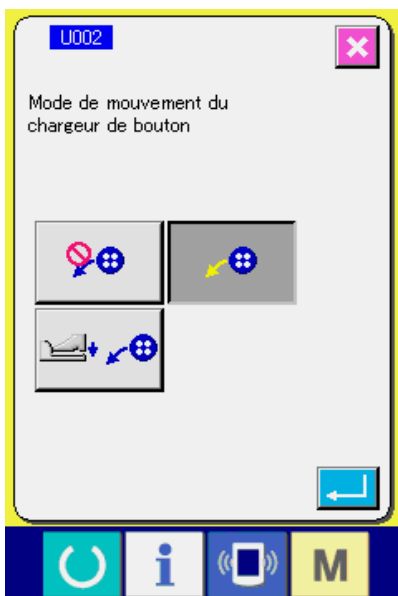 U002
Mode de mouvement du
chargeur de bouton
i
M